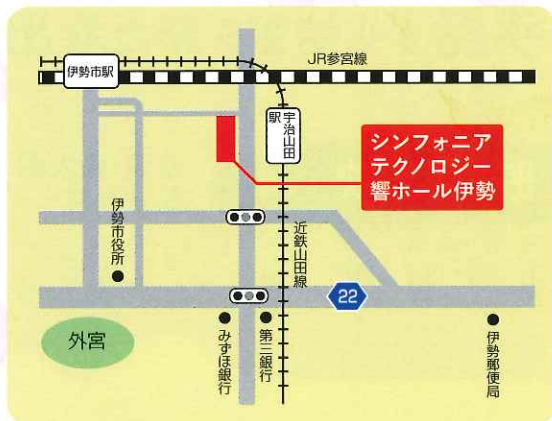 JR参宮線
伊勢市駅
宇治山田
駅
シンフォニア
テクノロジー
響ホール伊勢
伊勢市役所
近鉄山田線
22
外宮
みずほ銀行
第三銀行
伊勢郵便局